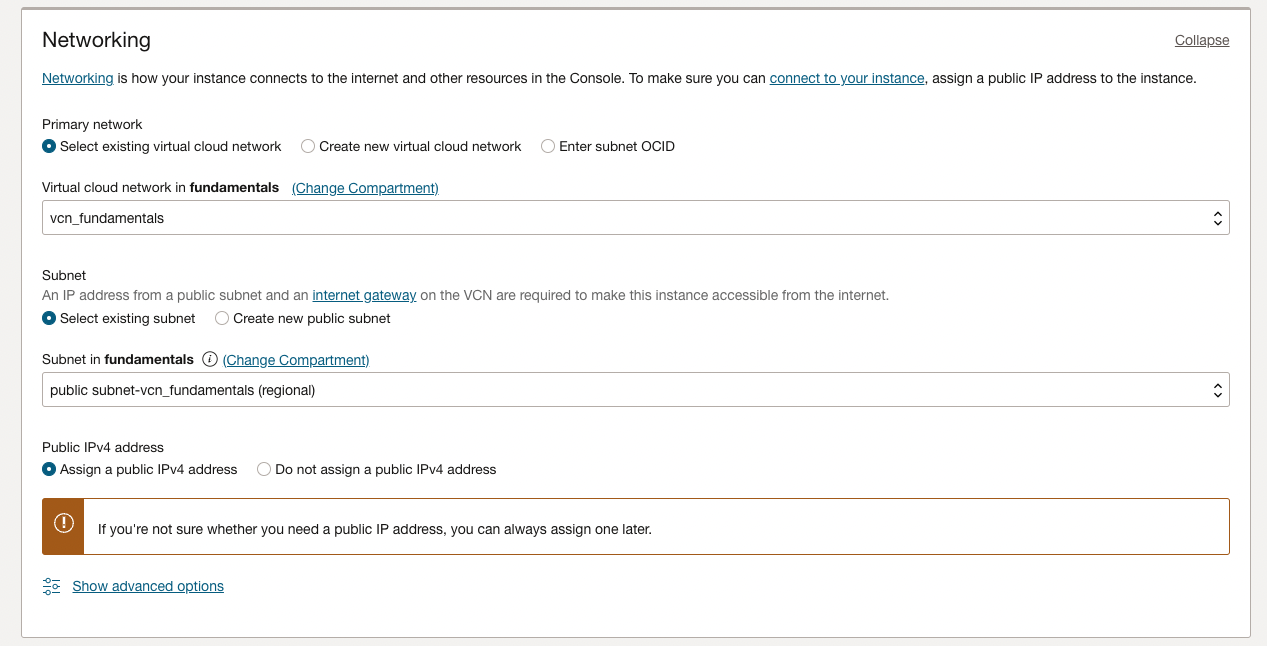 Networking
Collapse
Networking is how your instance connects to the internet and other resources in the Console. To make sure you can connect to your instance, assign a public IP address to the instance.
Primary network
Select existing virtual cloud network Create new virtual cloud network Enter subnet OCID
Virtual cloud network in fundamentals (Change Compartment)
vcn_fundamentals
Subnet
An IP address from a public subnet and an internet gateway on the VCN are required to make this instance accessible from the internet.
Select existing subnet Create new public subnet
Subnet in fundamentals i (Change Compartment)
public subnet-vcn_fundamentals (regional)
Public IPv4 address
Assign a public IPv4 address Do not assign a public IPv4 address
! If you're not sure whether you need a public IP address, you can always assign one later.
Show advanced options